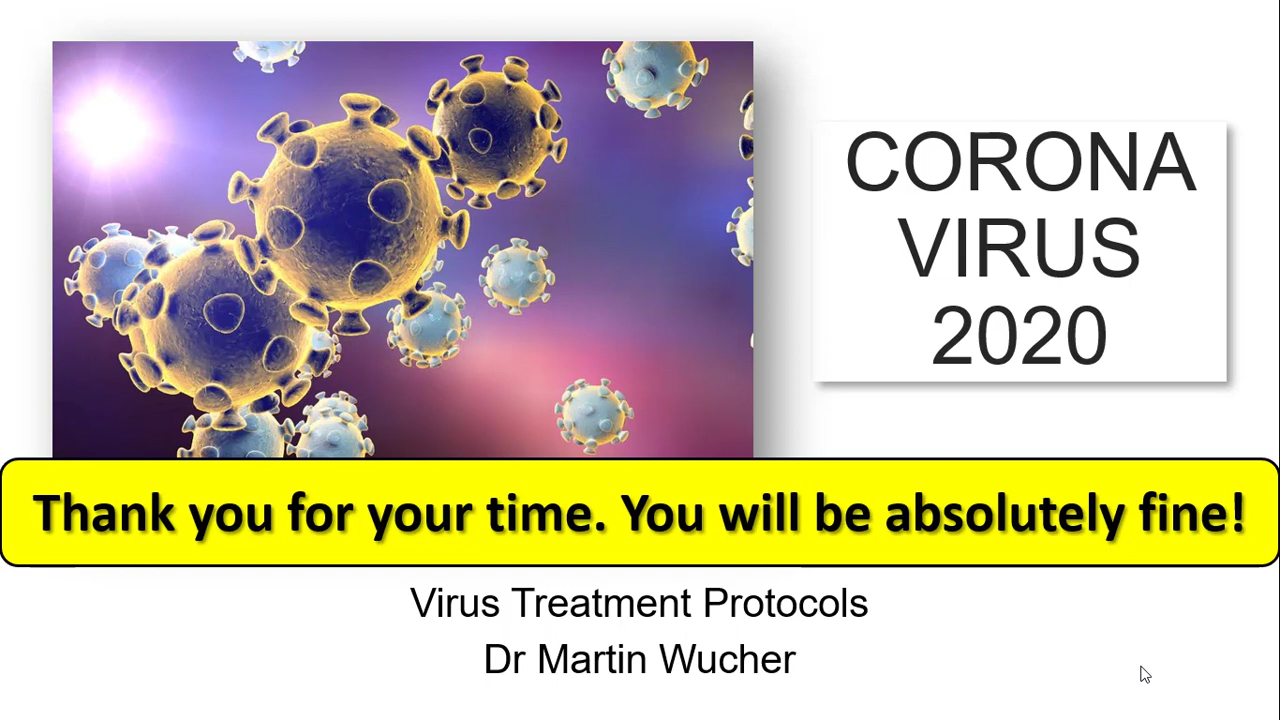 CORONA
VIRUS
2020
Thank you for your time. You will be absolutely fine!
Virus Treatment Protocols
Dr Martin Wucher